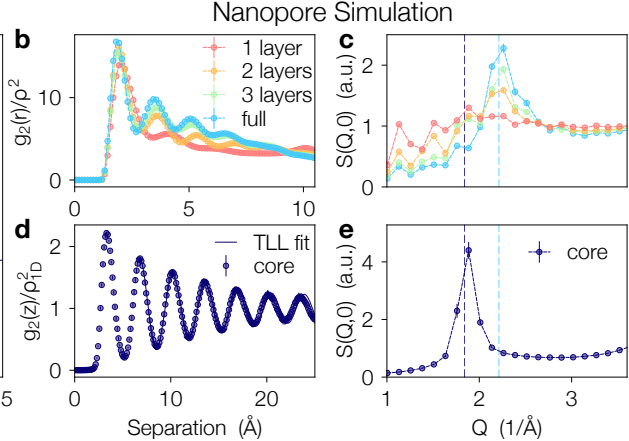 Nanopore Simulation
b
g₂(r)/ρ²
10
0
1 layer
2 layers
3 layers
full
0
5
10
c
S(Q,0) (a.u.)
2
1
0
d
g₂(z)/ρ²₁D
2
1
0
TLL fit
core
0
10
20
Separation (Å)
e
S(Q,0) (a.u.)
4
2
0
core
1
2
3
Q (1/Å)
5